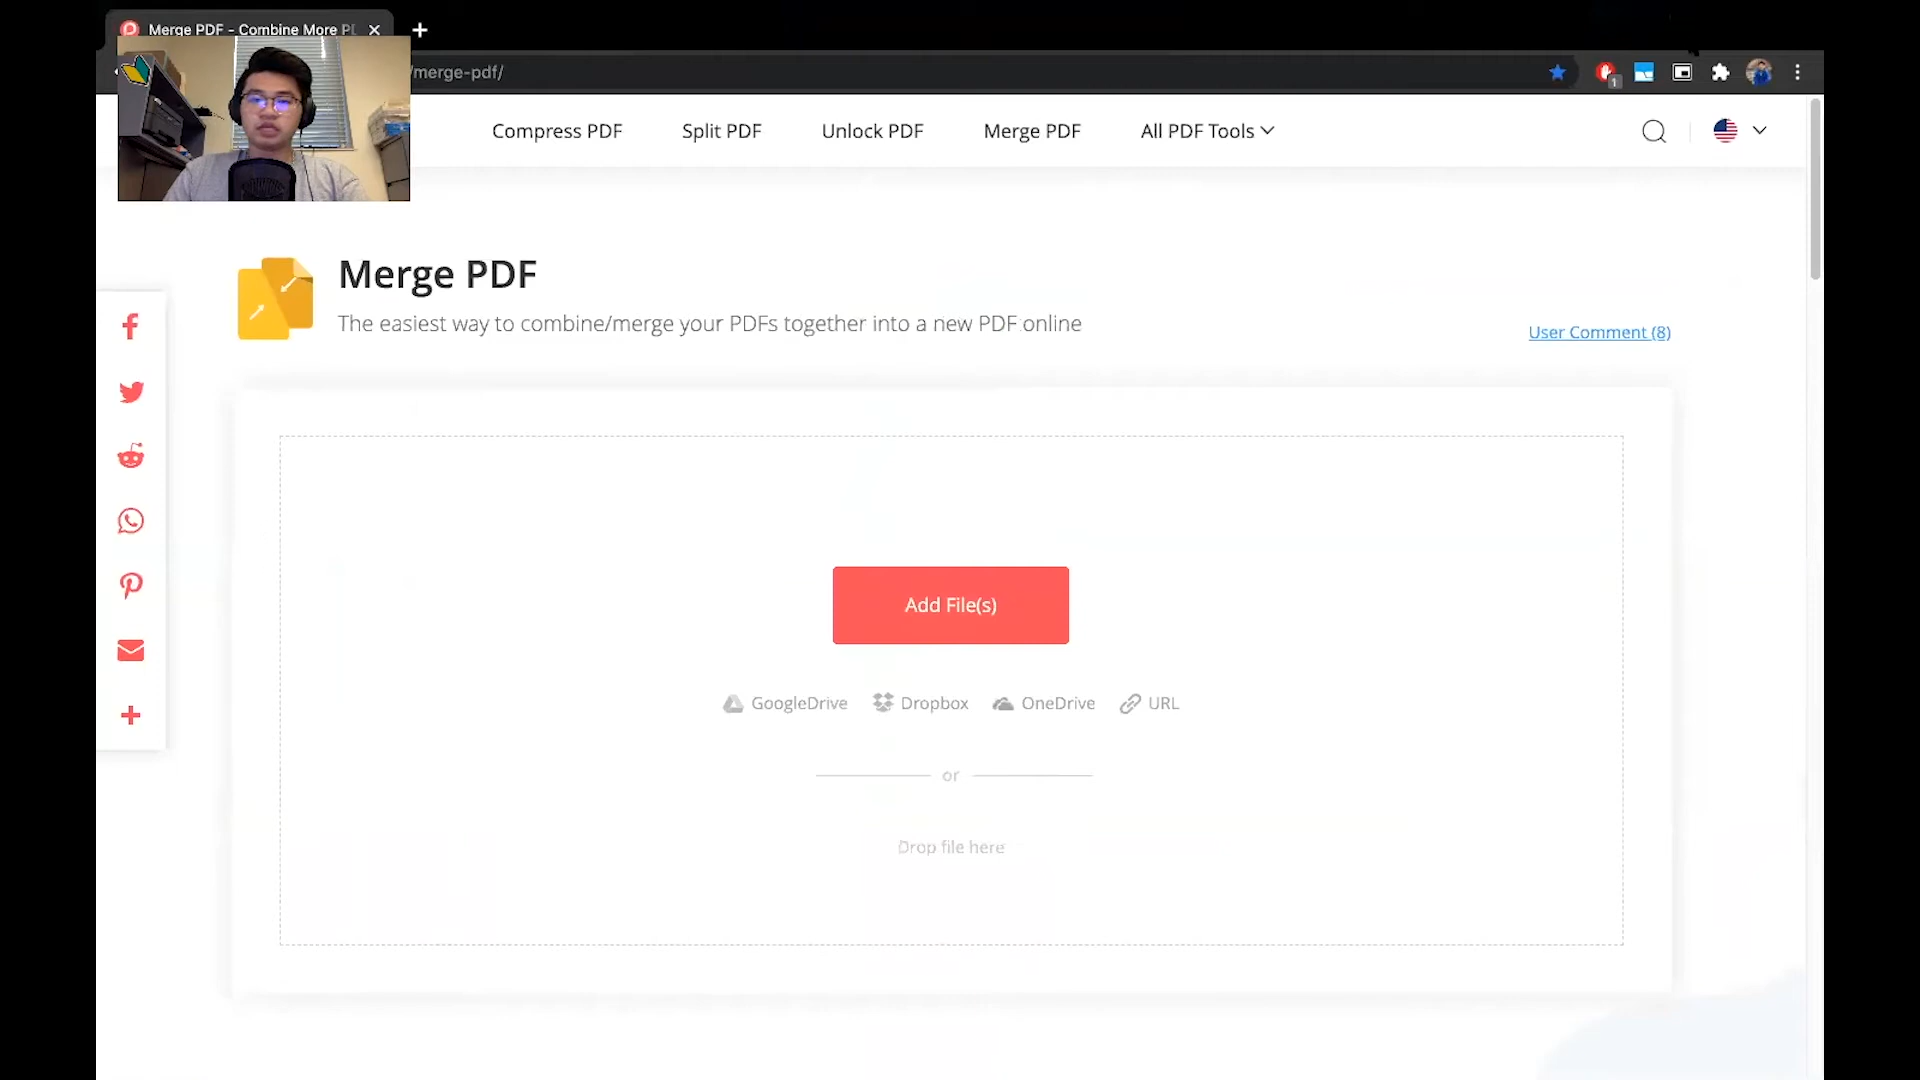 Merge PDF - Combine More PD
/merge-pdf/
1
Compress PDF
Split PDF
Unlock PDF
Merge PDF
All PDF Tools
Merge PDF
The easiest way to combine/merge your PDFs together into a new PDF online
User Comment (8)
Add File(s)
GoogleDrive
Dropbox
OneDrive
URL
or
Drop file here